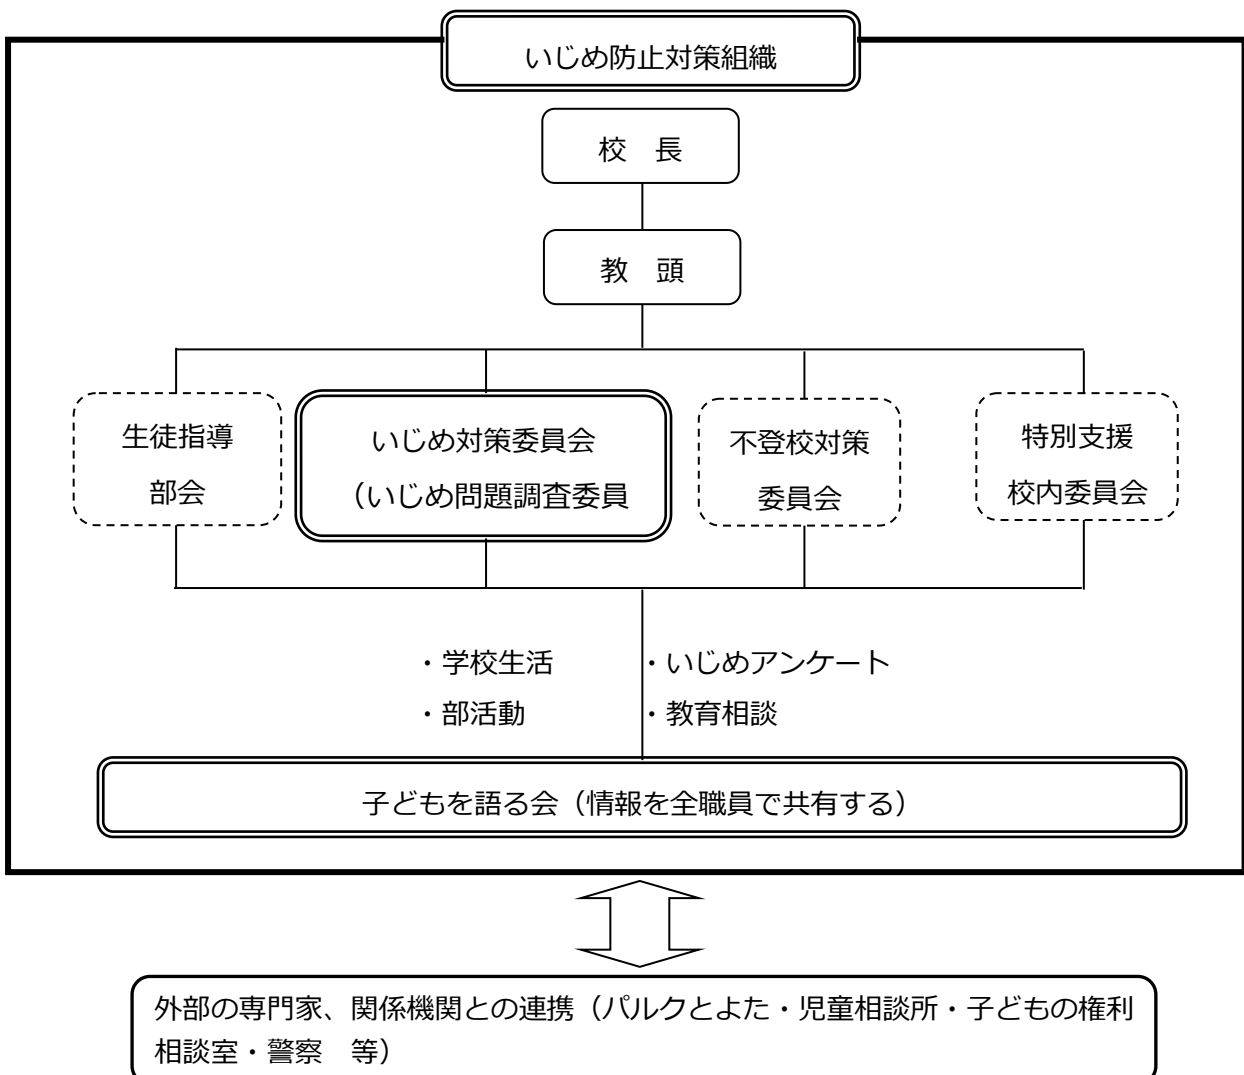 いじめ防止対策組織
校　長
教　頭
生徒指導
部会
いじめ対策委員会
（いじめ問題調査委員
不登校対策
委員会
特別支援
校内委員会
・学校生活
・いじめアンケート
・部活動
・教育相談
子どもを語る会（情報を全職員で共有する）
外部の専門家、関係機関との連携（パルクとよた・児童相談所・子どもの権利
相談室・警察　等）